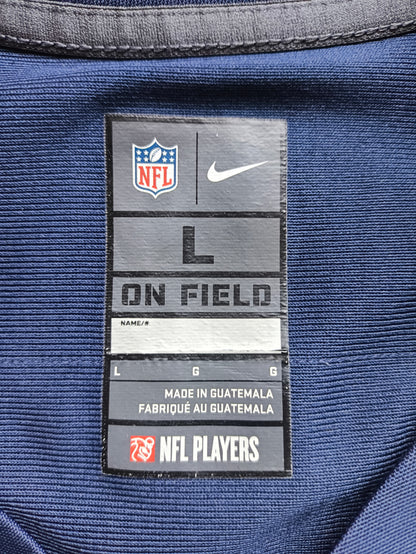 NFL
L
ON FIELD
NAME/#
L G G
MADE IN GUATEMALA
FABRIQUÉ AU GUATEMALA
NFL PLAYERS